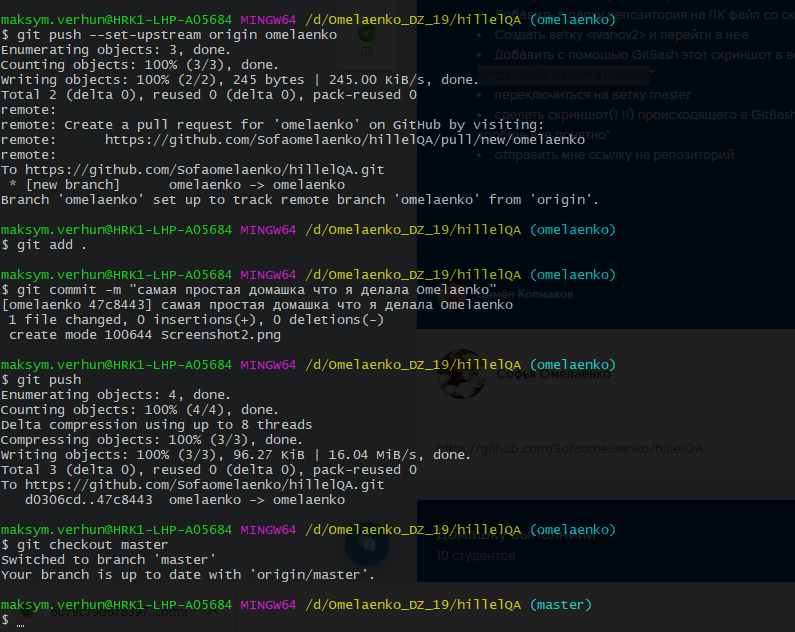 maksym.verhun@HRK1-LHP-A05684 MINGW64 /d/Omelaenko_DZ_19/hillelQA (omelaenko)
$ git push --set-upstream origin omelaenko
Enumerating objects: 3, done.
Counting objects: 100% (3/3), done.
Writing objects: 100% (2/2), 245 bytes | 245.00 KiB/s, done.
Total 2 (delta 0), reused 0 (delta 0), pack-reused 0
remote:
remote: Create a pull request for 'omelaenko' on GitHub by visiting:
remote:      https://github.com/Sofaomelaenko/hillelQA/pull/new/omelaenko
remote:
To https://github.com/Sofaomelaenko/hillelQA.git
 * [new branch]      omelaenko -> omelaenko
Branch 'omelaenko' set up to track remote branch 'omelaenko' from 'origin'.
maksym.verhun@HRK1-LHP-A05684 MINGW64 /d/Omelaenko_DZ_19/hillelQA (omelaenko)
$ git add .
maksym.verhun@HRK1-LHP-A05684 MINGW64 /d/Omelaenko_DZ_19/hillelQA (omelaenko)
$ git commit -m "самая простая домашка что я делала Omelaenko"
[omelaenko 47c8443] самая простая домашка что я делала Omelaenko
 1 file changed, 0 insertions(+), 0 deletions(-)
 create mode 100644 Screenshot2.png
maksym.verhun@HRK1-LHP-A05684 MINGW64 /d/Omelaenko_DZ_19/hillelQA (omelaenko)
$ git push
Enumerating objects: 4, done.
Counting objects: 100% (4/4), done.
Delta compression using up to 8 threads
Compressing objects: 100% (3/3), done.
Writing objects: 100% (3/3), 96.27 KiB | 16.04 MiB/s, done.
Total 3 (delta 0), reused 0 (delta 0), pack-reused 0
To https://github.com/Sofaomelaenko/hillelQA.git
   d0306cd..47c8443  omelaenko -> omelaenko
maksym.verhun@HRK1-LHP-A05684 MINGW64 /d/Omelaenko_DZ_19/hillelQA (omelaenko)
$ git checkout master
Switched to branch 'master'
Your branch is up to date with 'origin/master'.
maksym.verhun@HRK1-LHP-A05684 MINGW64 /d/Omelaenko_DZ_19/hillelQA (master)
$
ДЗ
репозитория на ПК файл со
Создать ветку <ivanov2> и перейти в нее
Добавить с помощью GitBash этот скриншот в
когда-либо делал(а) Ivanov"
переключиться на ветку master
сделать скриншот(1 !!) происходящего в GitBash
понятно"
отправить мне ссылку на репозиторий.
Семён Колмаков
Софья Омелаенко
https://github.com/Sofaomelaenko/hillelQA
Домашку выполнили
10 студентов